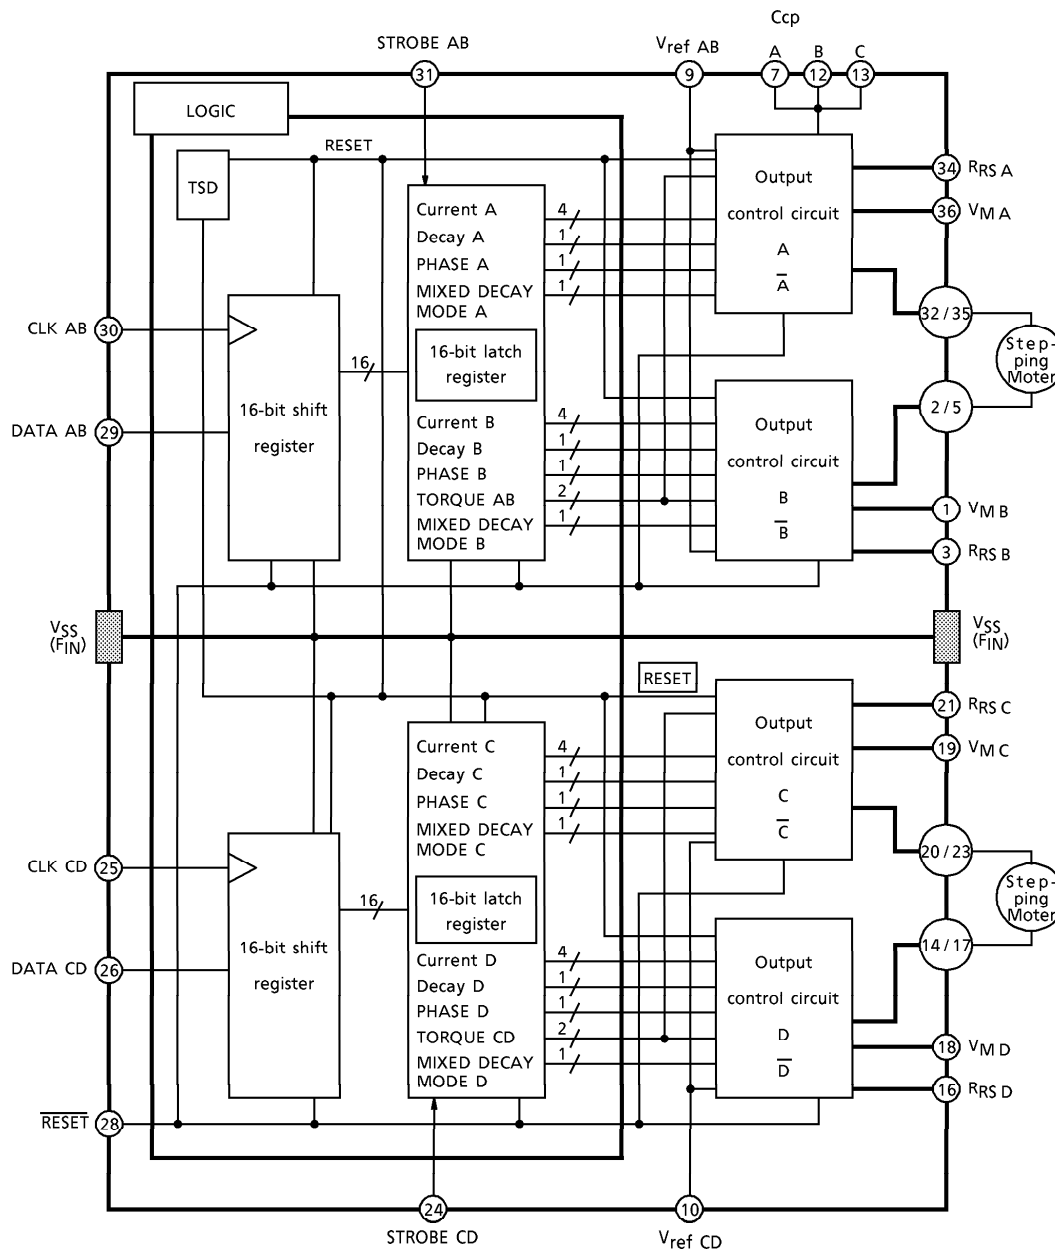 Ccp
STROBE AB
Vref AB
A
B
C
31
9
7
12
13
LOGIC
RESET
TSD
Current A
4
Decay A
1
PHASE A
1
MIXED DECAY
MODE A
1
16-bit latch
register
Current B
4
Decay B
1
PHASE B
1
TORQUE AB
2
MIXED DECAY
MODE B
1
Output
control circuit
A
A̅
34
RRS A
36
VM A
32 / 35
Step-
ping
Moter
CLK AB
30
DATA AB
29
16-bit shift
register
16
Output
control circuit
B
B̅
2 / 5
1
VM B
3
RRS B
VSS
(FIN)
VSS
(FIN)
RESET
Current C
4
Decay C
1
PHASE C
1
MIXED DECAY
MODE C
1
16-bit latch
register
Current D
4
Decay D
1
PHASE D
1
TORQUE CD
2
MIXED DECAY
MODE D
1
Output
control circuit
C
C̅
21
RRS C
19
VM C
20 / 23
Step-
ping
Moter
CLK CD
25
DATA CD
26
16-bit shift
register
16
Output
control circuit
D
D̅
14 / 17
18
VM D
16
RRS D
R̅E̅S̅E̅T̅
28
24
10
STROBE CD
Vref CD